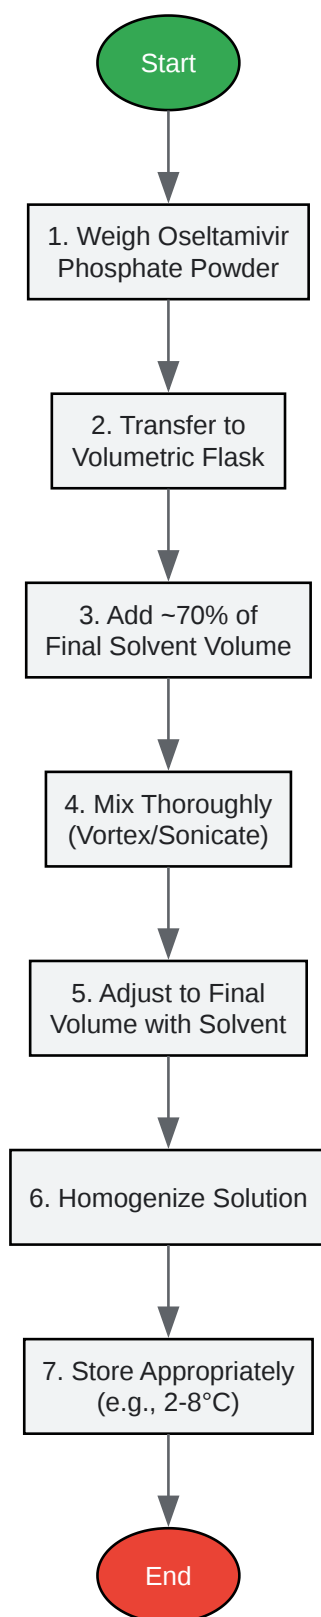 Start
1. Weigh Oseltamivir
Phosphate Powder
2. Transfer to
Volumetric Flask
3. Add ~70% of
Final Solvent Volume
4. Mix Thoroughly
(Vortex/Sonicate)
5. Adjust to Final
Volume with Solvent
6. Homogenize Solution
7. Store Appropriately
(e.g., 2-8°C)
End